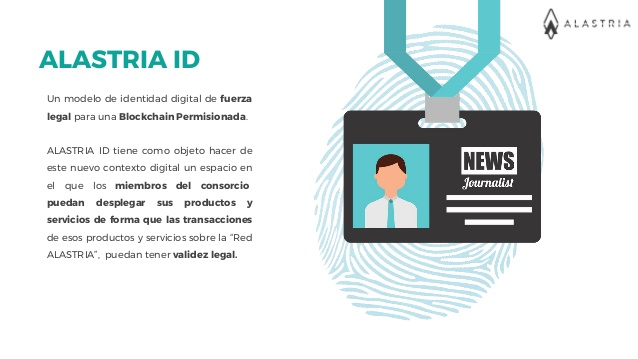 ALASTRIA
ALASTRIA ID
Un modelo de identidad digital de fuerza
legal para una Blockchain Permisionada.
ALASTRIA ID tiene como objeto hacer de
este nuevo contexto digital un espacio en
el que los miembros del consorcio
puedan desplegar sus productos y
servicios de forma que las transacciones
de esos productos y servicios sobre la “Red
ALASTRIA”, puedan tener validez legal.
NEWS
Journalist